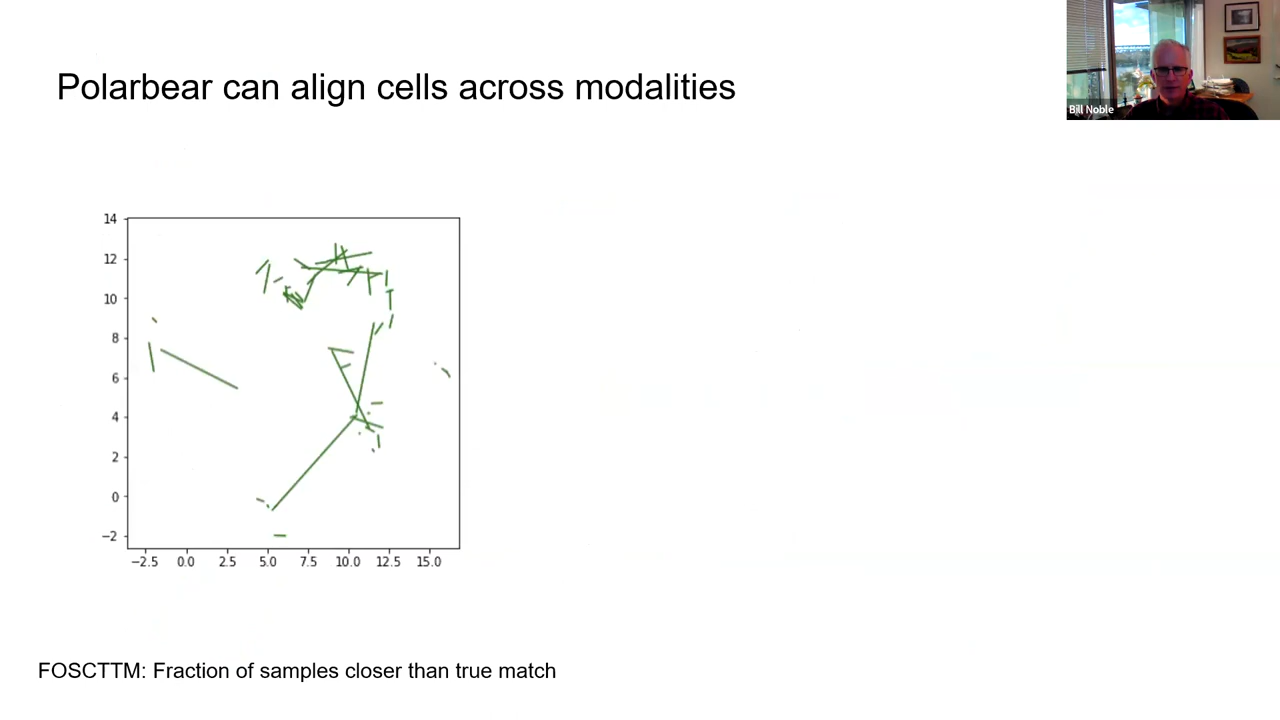 Polarbear can align cells across modalities
Bill Noble
14
12
10
8
6
4
2
0
−2
−2.5 0.0 2.5 5.0 7.5 10.0 12.5 15.0
FOSCTTM: Fraction of samples closer than true match